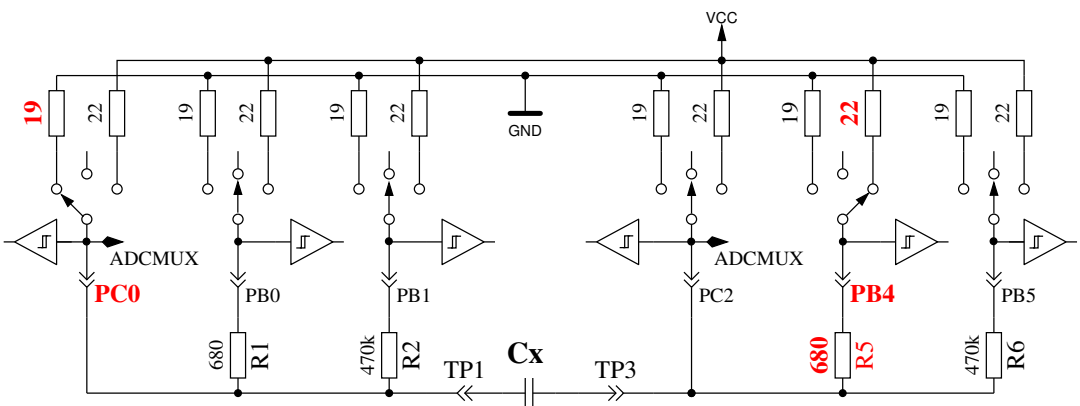 VCC
19
22
19
22
19
22
GND
19
22
19
22
19
22
ADCMUX
ADCMUX
PC0
PB0
PB1
PC2
PB4
PB5
680
R1
470k
R2
TP1
Cx
TP3
680
R5
470k
R6